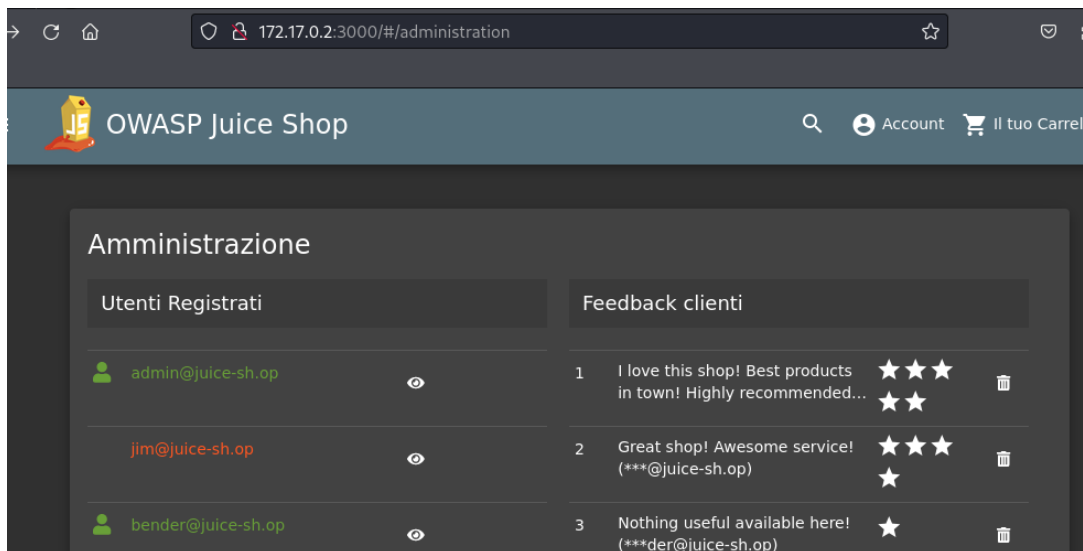 172.17.0.2:3000/#/administration
OWASP Juice Shop
Account
Il tuo Carrel
Amministrazione
Utenti Registrati
Feedback clienti
admin@juice-sh.op
1
I love this shop! Best products
in town! Highly recommended...
jim@juice-sh.op
2
Great shop! Awesome service!
(***@juice-sh.op)
bender@juice-sh.op
3
Nothing useful available here!
(***der@juice-sh.op)